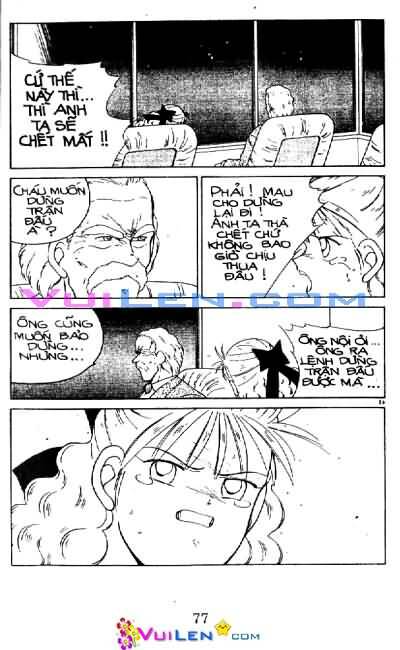 CỨ THẾ
NÀY THÌ...
THÌ ANH
TA SẼ
CHẾT MẤT !!
CHÁU MUỐN
DỪNG
TRẬN
ĐẤU
À ?
PHẢI ! MAU
CHO DỪNG
LẠI ĐI !
ANH TA THÀ
CHẾT CHỨ
KHÔNG BAO
GIỜ CHỊU
THUA
ĐÂU !
VUILEN.COM
ÔNG CŨNG
MUỐN BẢO
DỪNG...
NHƯNG...
ÔNG NỘI ƠI...
ÔNG RA
LỆNH DỪNG
TRẬN ĐẤU
ĐƯỢC MÀ...
77
VUILEN.COM